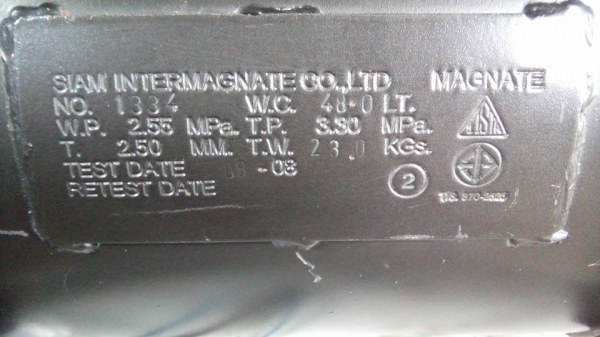 SIAM INTERMAGNATE CO.,LTD MAGNATE
NO. 1334 W.C. 48.0 LT.
W.P. 2.55 MPa. T.P. 3.30 MPa.
T. 2.50 MM. T.W. 23.0 KGs.
TEST DATE 08-08
RETEST DATE
2